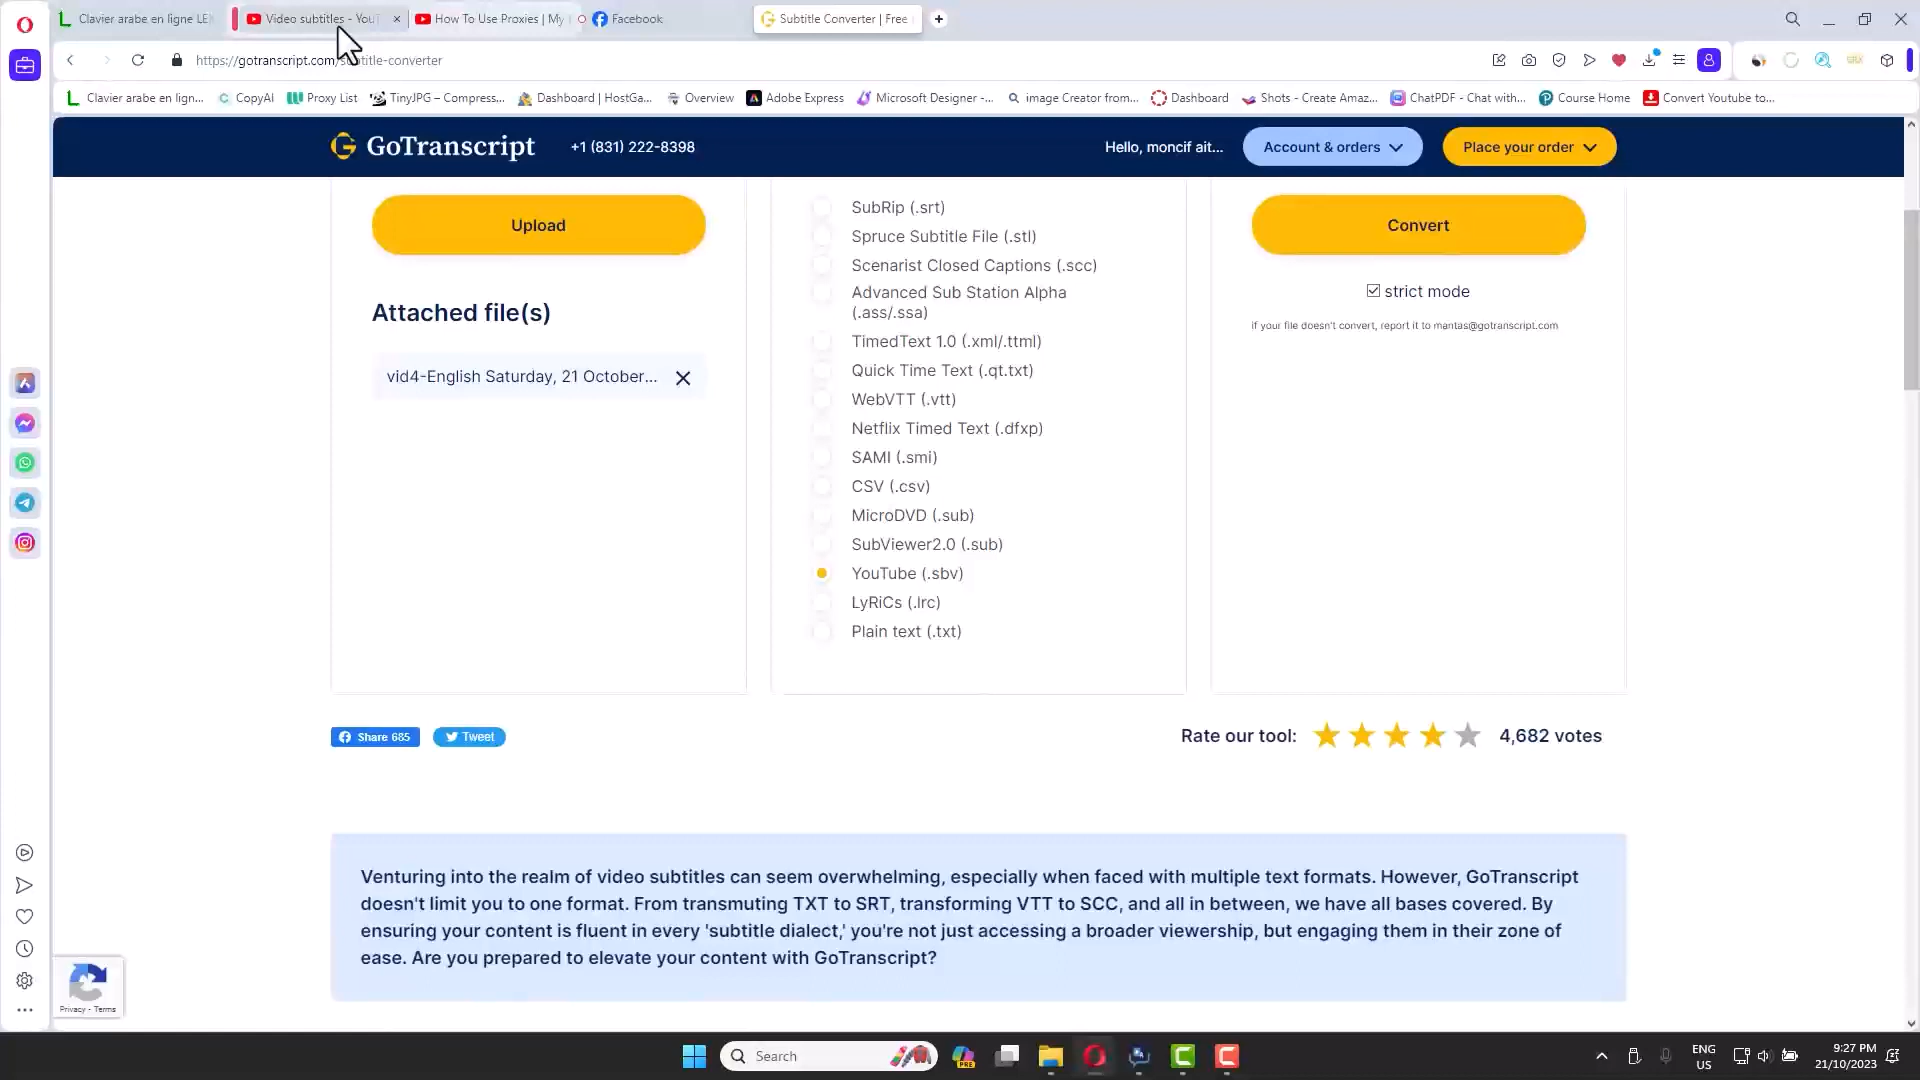 Clavier arabe en ligne LE
Video subtitles - YouT
How To Use Proxies | My
Facebook
Subtitle Converter | Free
https://gotranscript.com/subtitle-converter
Clavier arabe en lign...
CopyAI
Proxy List
TinyJPG – Compress...
Dashboard | HostGa...
Overview
Adobe Express
Microsoft Designer -...
image Creator from...
Dashboard
Shots - Create Amaz...
ChatPDF - Chat with...
Course Home
Convert Youtube to...
GoTranscript
+1 (831) 222-8398
Hello, moncif ait...
Account & orders
Place your order
Upload
Attached file(s)
vid4-English Saturday, 21 October...
SubRip (.srt)
Spruce Subtitle File (.stl)
Scenarist Closed Captions (.scc)
Advanced Sub Station Alpha
(.ass/.ssa)
TimedText 1.0 (.xml/.ttml)
Quick Time Text (.qt.txt)
WebVTT (.vtt)
Netflix Timed Text (.dfxp)
SAMI (.smi)
CSV (.csv)
MicroDVD (.sub)
SubViewer2.0 (.sub)
YouTube (.sbv)
LyRiCs (.lrc)
Plain text (.txt)
Convert
strict mode
if your file doesn't convert, report it to mantas@gotranscript.com
Share 685
Tweet
Rate our tool:
4,682 votes
Venturing into the realm of video subtitles can seem overwhelming, especially when faced with multiple text formats. However, GoTranscript
doesn't limit you to one format. From transmuting TXT to SRT, transforming VTT to SCC, and all in between, we have all bases covered. By
ensuring your content is fluent in every 'subtitle dialect,' you're not just accessing a broader viewership, but engaging them in their zone of
ease. Are you prepared to elevate your content with GoTranscript?
Privacy - Terms
Search
PRE
ENG
US
9:27 PM
21/10/2023